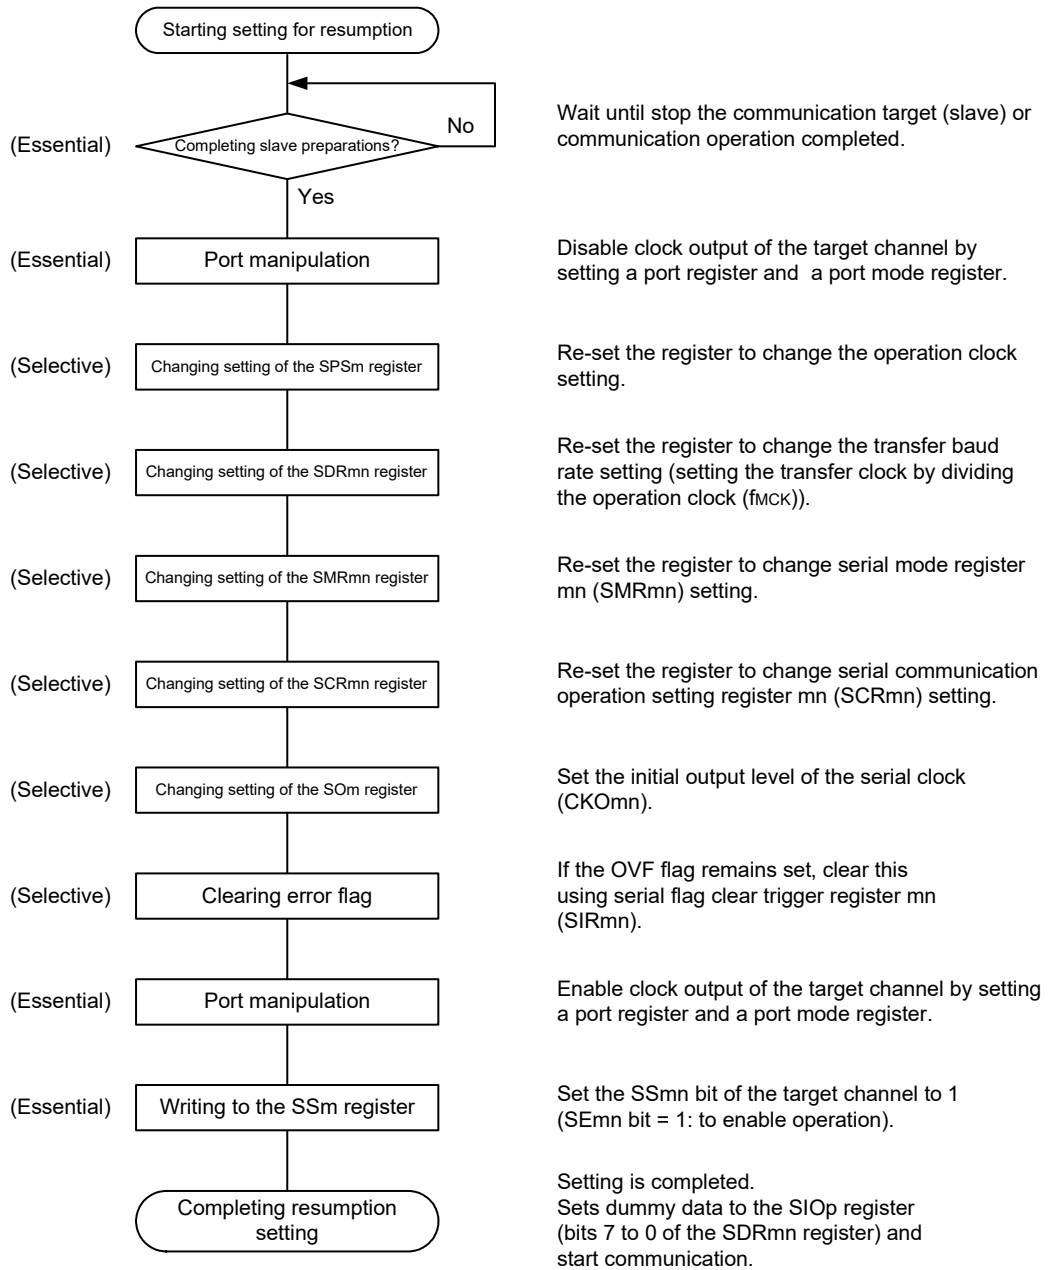 Starting setting for resumption
No
(Essential)
Completing slave preparations?
Wait until stop the communication target (slave) or
communication operation completed.
Yes
(Essential)
Port manipulation
Disable clock output of the target channel by
setting a port register and a port mode register.
(Selective)
Changing setting of the SPSm register
Re-set the register to change the operation clock
setting.
(Selective)
Changing setting of the SDRmn register
Re-set the register to change the transfer baud
rate setting (setting the transfer clock by dividing
the operation clock (fMCK)).
(Selective)
Changing setting of the SMRmn register
Re-set the register to change serial mode register
mn (SMRmn) setting.
(Selective)
Changing setting of the SCRmn register
Re-set the register to change serial communication
operation setting register mn (SCRmn) setting.
(Selective)
Changing setting of the SOm register
Set the initial output level of the serial clock
(CKOmn).
(Selective)
Clearing error flag
If the OVF flag remains set, clear this
using serial flag clear trigger register mn
(SIRmn).
(Essential)
Port manipulation
Enable clock output of the target channel by setting
a port register and a port mode register.
(Essential)
Writing to the SSm register
Set the SSmn bit of the target channel to 1
(SEmn bit = 1: to enable operation).
Completing resumption
setting
Setting is completed.
Sets dummy data to the SIOp register
(bits 7 to 0 of the SDRmn register) and
start communication.